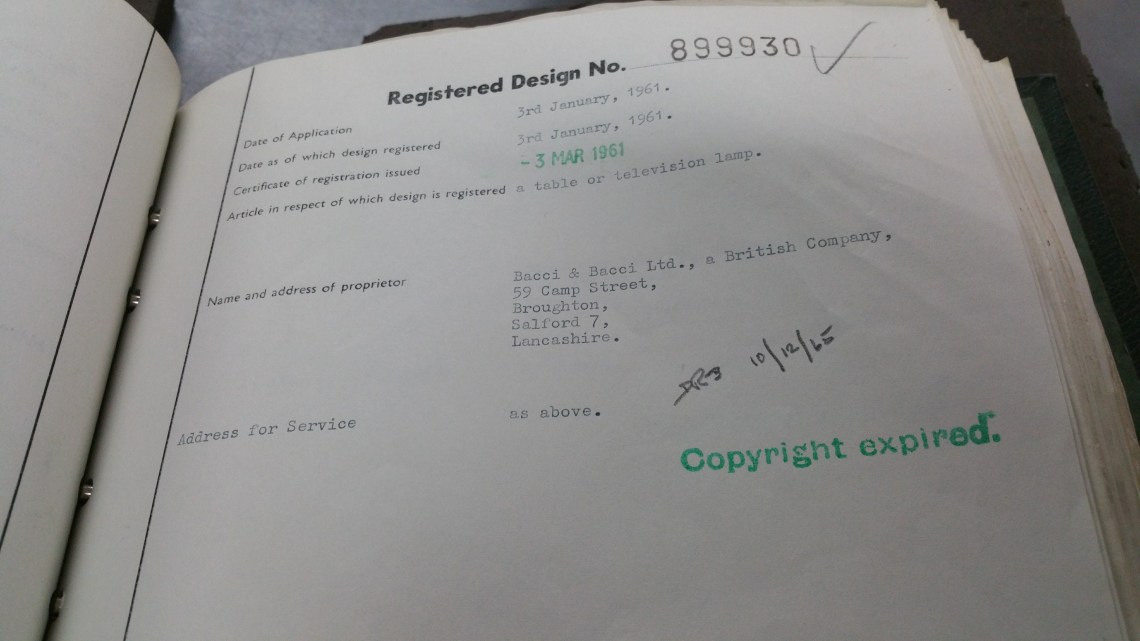 Registered Design No. 899930
Date of Application 3rd January, 1961.
Date as of which design registered 3rd January, 1961.
Certificate of registration issued - 3 MAR 1961
Article in respect of which design is registered a table or television lamp.
Name and address of proprietor Bacci & Bacci Ltd., a British Company,
59 Camp Street,
Broughton,
Salford 7,
Lancashire.
10/12/65
Address for Service as above.
Copyright expired.